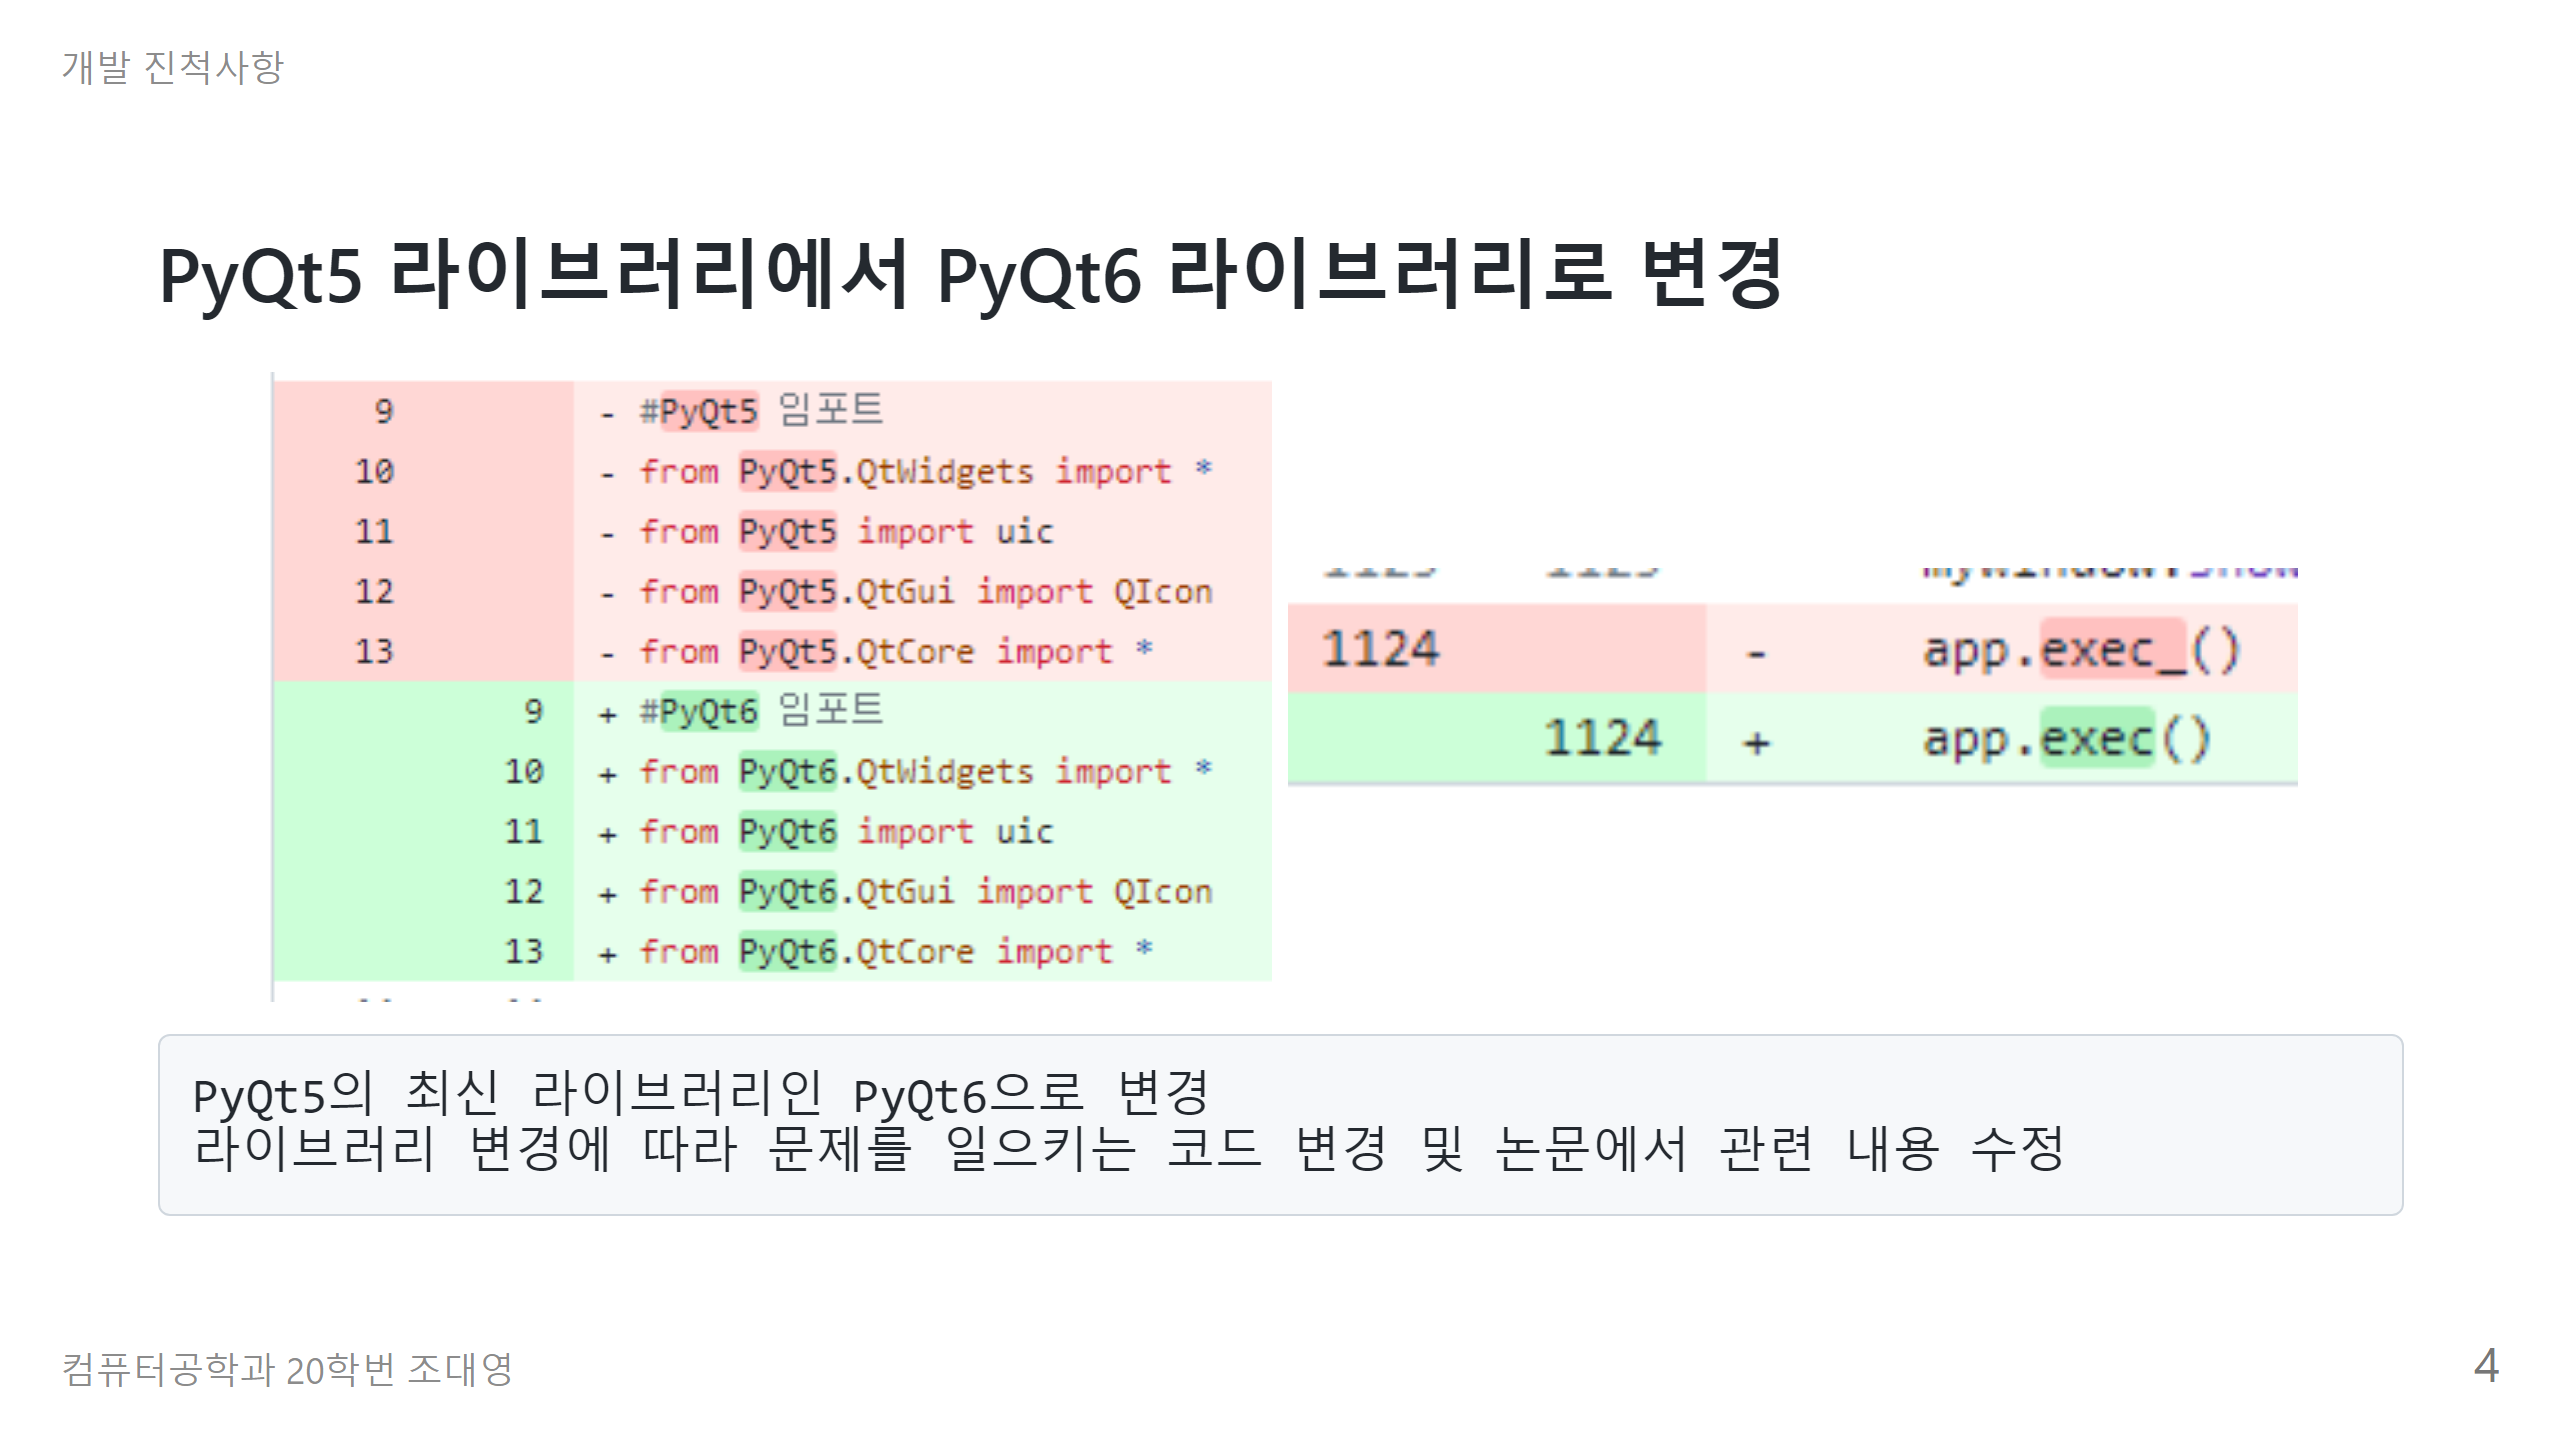 개발 진척사항
PyQt5 라이브러리에서 PyQt6 라이브러리로 변경
9 - #PyQt5 임포트
10 - from PyQt5.QtWidgets import *
11 - from PyQt5 import uic
12 - from PyQt5.QtGui import QIcon
13 - from PyQt5.QtCore import *
9 + #PyQt6 임포트
10 + from PyQt6.QtWidgets import *
11 + from PyQt6 import uic
12 + from PyQt6.QtGui import QIcon
13 + from PyQt6.QtCore import *
1124 - app.exec_()
1124 + app.exec()
PyQt5의 최신 라이브러리인 PyQt6으로 변경
라이브러리 변경에 따라 문제를 일으키는 코드 변경 및 논문에서 관련 내용 수정
컴퓨터공학과 20학번 조대영
4